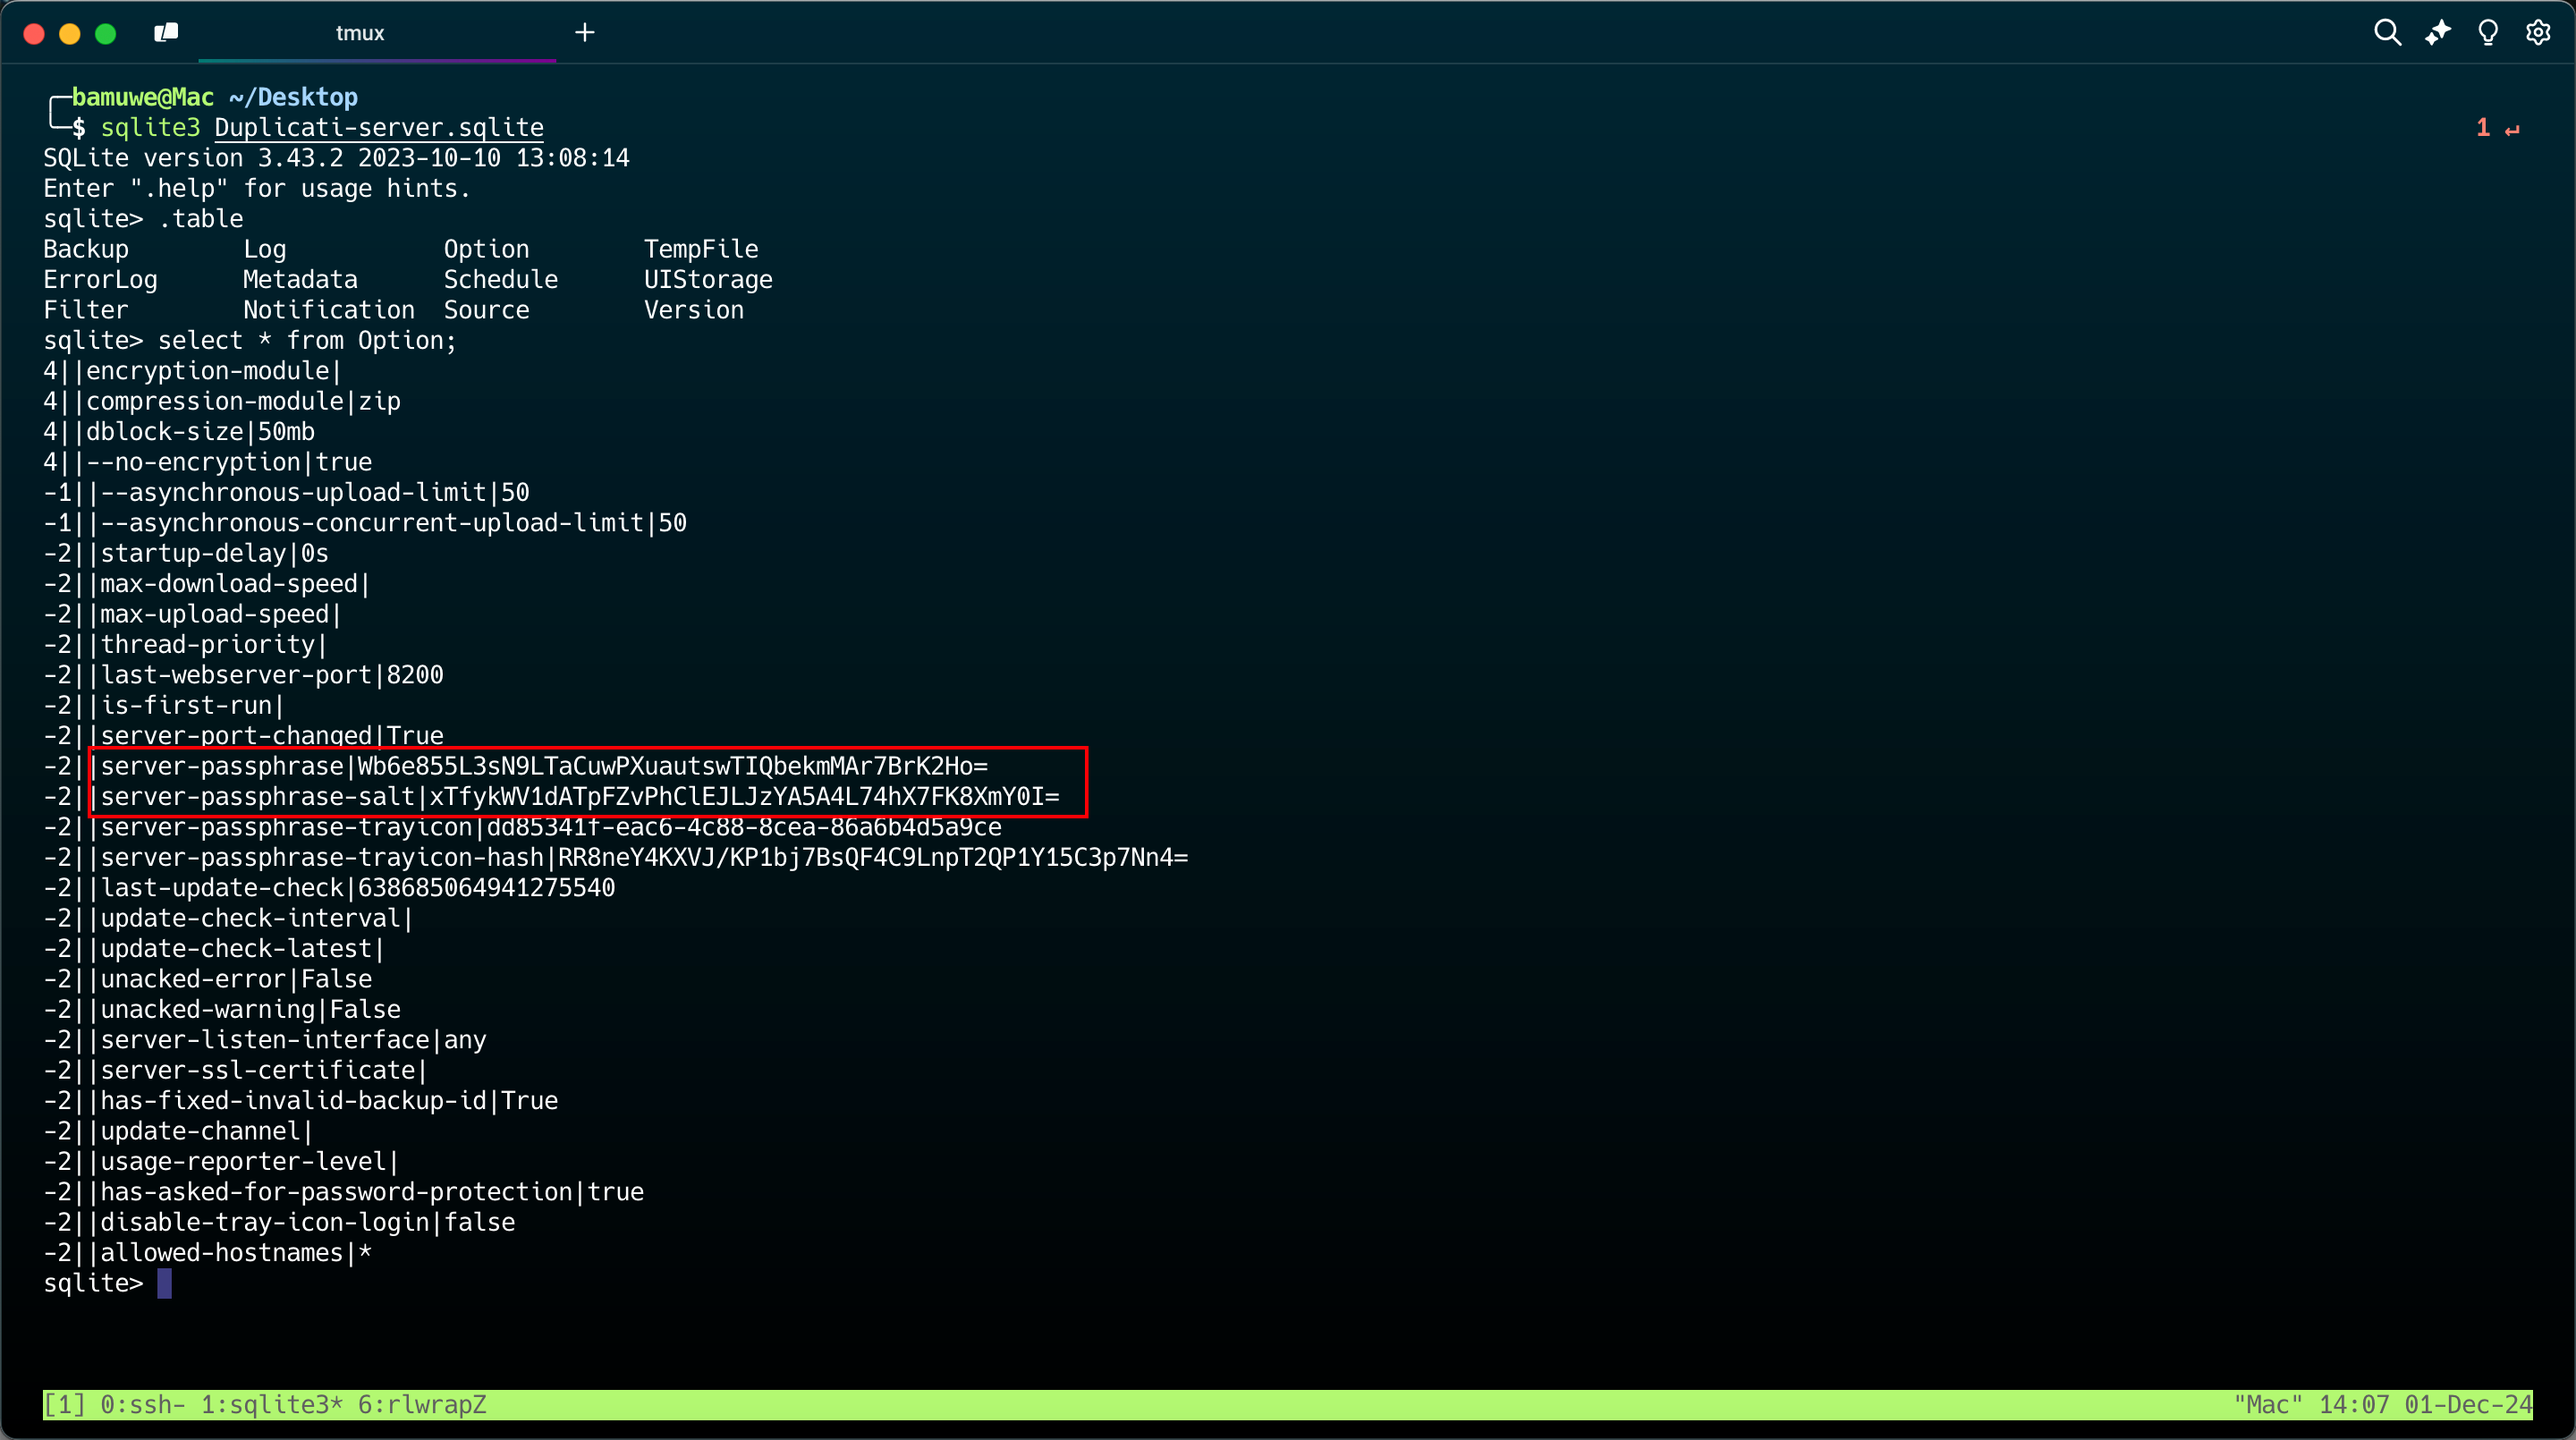 tmux
bamuwe@Mac ~/Desktop
$ sqlite3 Duplicati-server.sqlite 1 ↵
SQLite version 3.43.2 2023-10-10 13:08:14
Enter ".help" for usage hints.
sqlite> .table
Backup Log Option TempFile
ErrorLog Metadata Schedule UIStorage
Filter Notification Source Version
sqlite> select * from Option;
4||encryption-module|
4||compression-module|zip
4||dblock-size|50mb
4||--no-encryption|true
-1||--asynchronous-upload-limit|50
-1||--asynchronous-concurrent-upload-limit|50
-2||startup-delay|0s
-2||max-download-speed|
-2||max-upload-speed|
-2||thread-priority|
-2||last-webserver-port|8200
-2||is-first-run|
-2||server-port-changed|True
-2||server-passphrase|Wb6e855L3sN9LTaCuwPXuautswTIQbekmMAr7BrK2Ho=
-2||server-passphrase-salt|xTfykWV1dATpFZvPhClEJLJzYA5A4L74hX7FK8XmY0I=
-2||server-passphrase-trayicon|dd85341f-eac6-4c88-8cea-86a6b4d5a9ce
-2||server-passphrase-trayicon-hash|RR8neY4KXVJ/KP1bj7BsQF4C9LnpT2QP1Y15C3p7Nn4=
-2||last-update-check|638685064941275540
-2||update-check-interval|
-2||update-check-latest|
-2||unacked-error|False
-2||unacked-warning|False
-2||server-listen-interface|any
-2||server-ssl-certificate|
-2||has-fixed-invalid-backup-id|True
-2||update-channel|
-2||usage-reporter-level|
-2||has-asked-for-password-protection|true
-2||disable-tray-icon-login|false
-2||allowed-hostnames|*
sqlite>
[1] 0:ssh- 1:sqlite3* 6:rlwrapZ "Mac" 14:07 01-Dec-24